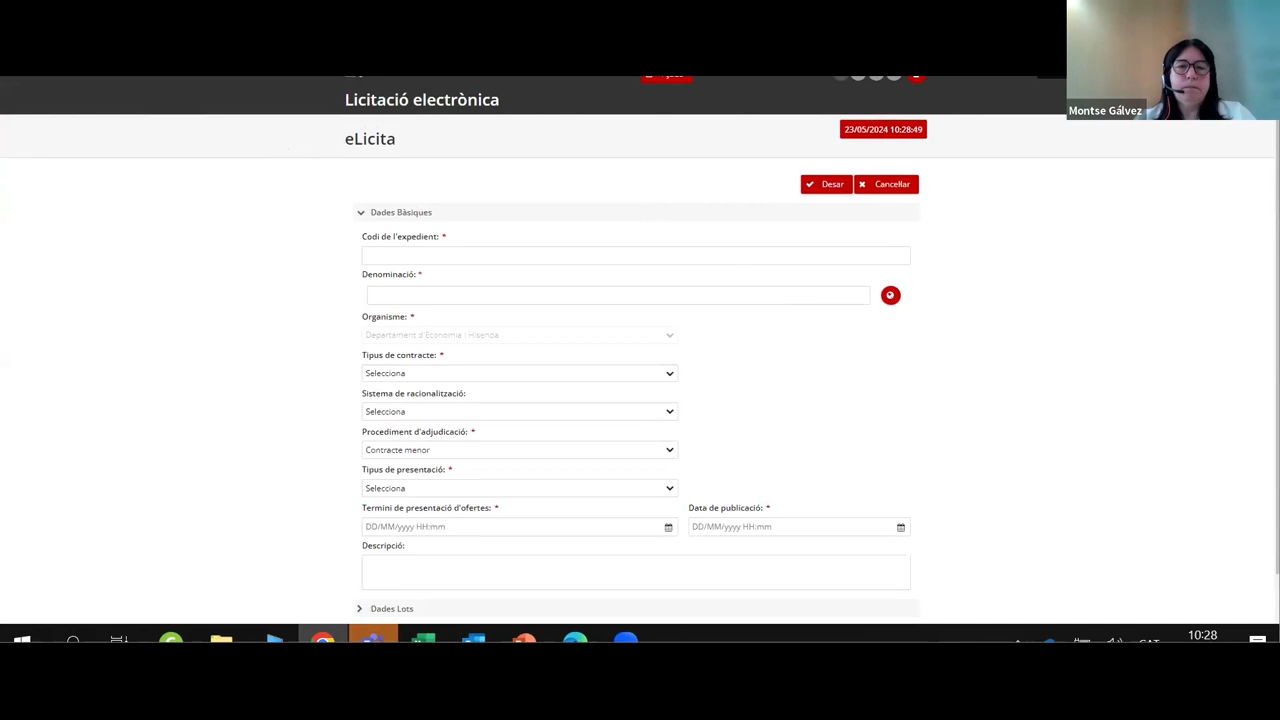 Licitació electrònica
eLicita
23/05/2024 10:28:49
Montse Gálvez
Desar
Cancel·lar
Dades Bàsiques
Codi de l'expedient: *
Denominació: *
Organisme: *
Departament d'Economia i Hisenda
Tipus de contracte: *
Selecciona
Sistema de racionalització:
Selecciona
Procediment d'adjudicació: *
Contracte menor
Tipus de presentació: *
Selecciona
Termini de presentació d'ofertes: * Data de publicació: *
DD/MM/yyyy HH:mm DD/MM/yyyy HH:mm
Descripció:
Dades Lots
10:28